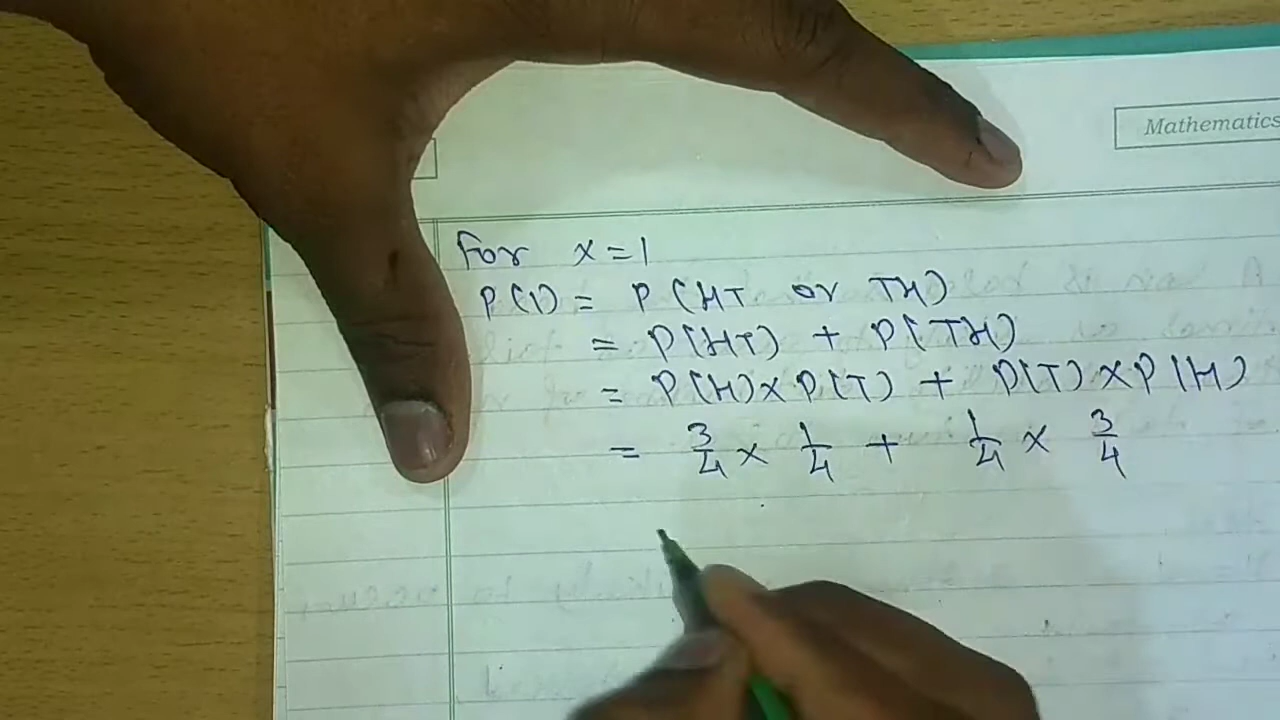 Mathematics
For x = 1
P(1) = P(HT or TH)
= P(HT) + P(TH)
= P(H) x P(T) + P(T) x P(H)
= 3/4 x 1/4 + 1/4 x 3/4